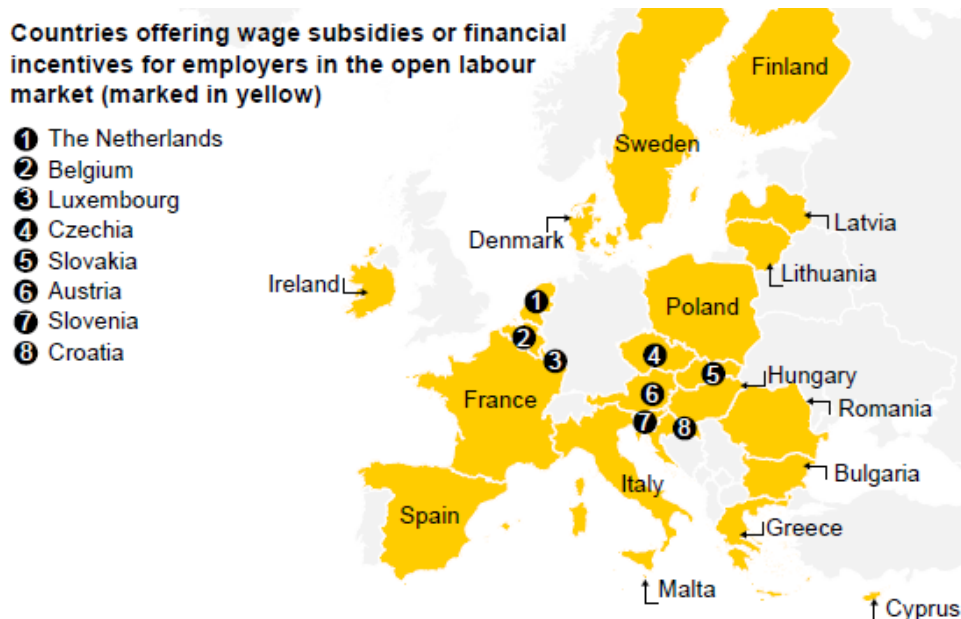 Countries offering wage subsidies or financial
incentives for employers in the open labour
market (marked in yellow)
1 The Netherlands
2 Belgium
3 Luxembourg
4 Czechia
5 Slovakia
6 Austria
7 Slovenia
8 Croatia
Finland
Sweden
Denmark
Latvia
Lithuania
Ireland
1
Poland
2
3
4
5
Hungary
6
France
Romania
7
8
Bulgaria
Italy
Spain
Greece
Malta
Cyprus